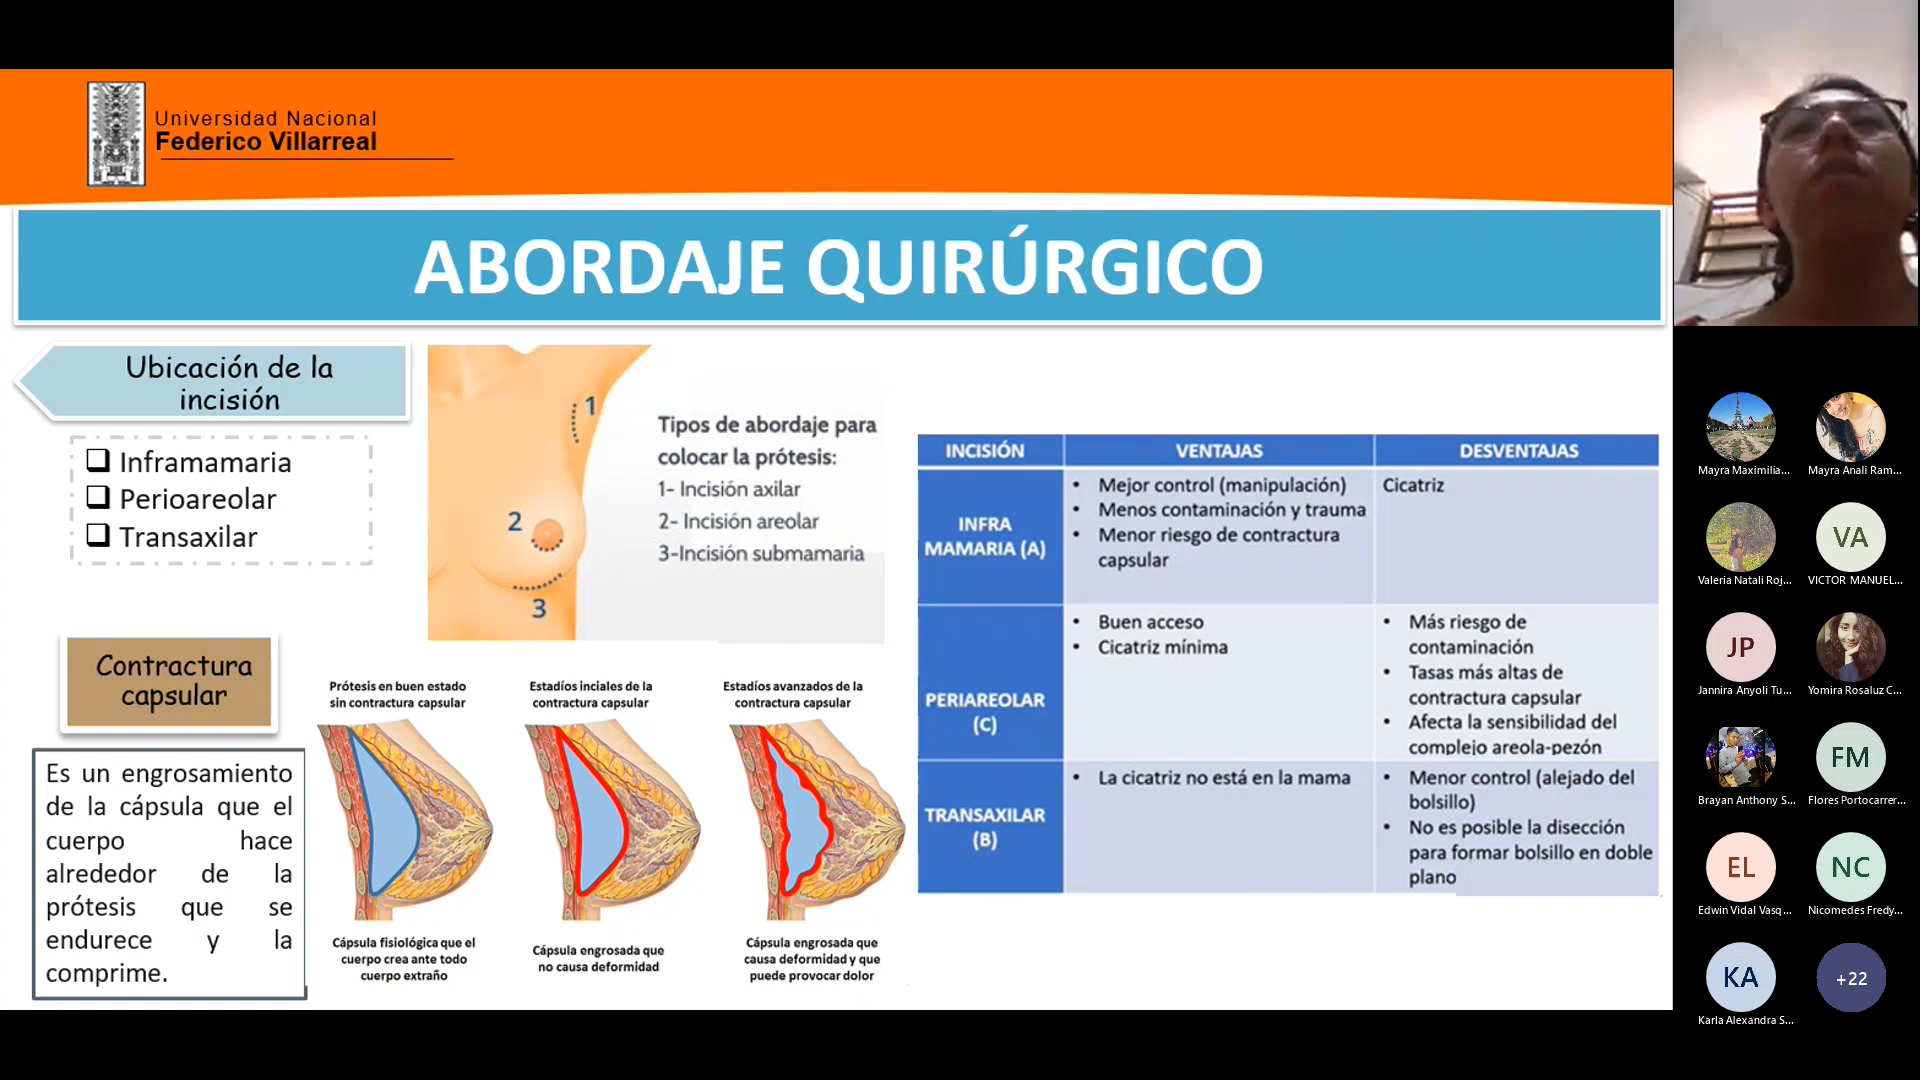 Universidad Nacional
Federico Villarreal
ABORDAJE QUIRÚRGICO
Ubicación de la
incisión
Inframamaria
Perioareolar
Transaxilar
1
2
3
Tipos de abordaje para
colocar la prótesis:
1- Incisión axilar
2- Incisión areolar
3-Incisión submamaria
Contractura
capsular
Es un engrosamiento
de la cápsula que el
cuerpo hace
alrededor de la
prótesis que se
endurece y la
comprime.
Prótesis en buen estado
sin contractura capsular
Estadíos inciales de la
contractura capsular
Estadíos avanzados de la
contractura capsular
Cápsula fisiológica que el
cuerpo crea ante todo
cuerpo extraño
Cápsula engrosada que
no causa deformidad
Cápsula engrosada que
causa deformidad y que
puede provocar dolor
INCISIÓN VENTAJAS DESVENTAJAS
INFRA
MAMARIA (A)
• Mejor control (manipulación)
• Menos contaminación y trauma
• Menor riesgo de contractura
capsular
Cicatriz
PERIAREOLAR
(C)
• Buen acceso
• Cicatriz mínima
• Más riesgo de
contaminación
• Tasas más altas de
contractura capsular
• Afecta la sensibilidad del
complejo areola-pezón
TRANSAXILAR
(B)
• La cicatriz no está en la mama
• Menor control (alejado del
bolsillo)
• No es posible la disección
para formar bolsillo en doble
plano
Mayra Maximilia... Mayra Anali Ram...
VA
Valeria Natali Roj... VICTOR MANUEL...
JP
Jannira Anyoli Tu... Yomira Rosaluz C...
FM
Brayan Anthony S... Flores Portocarrer...
EL NC
Edwin Vidal Vasq... Nicomedes Fredy...
KA +22
Karla Alexandra S...